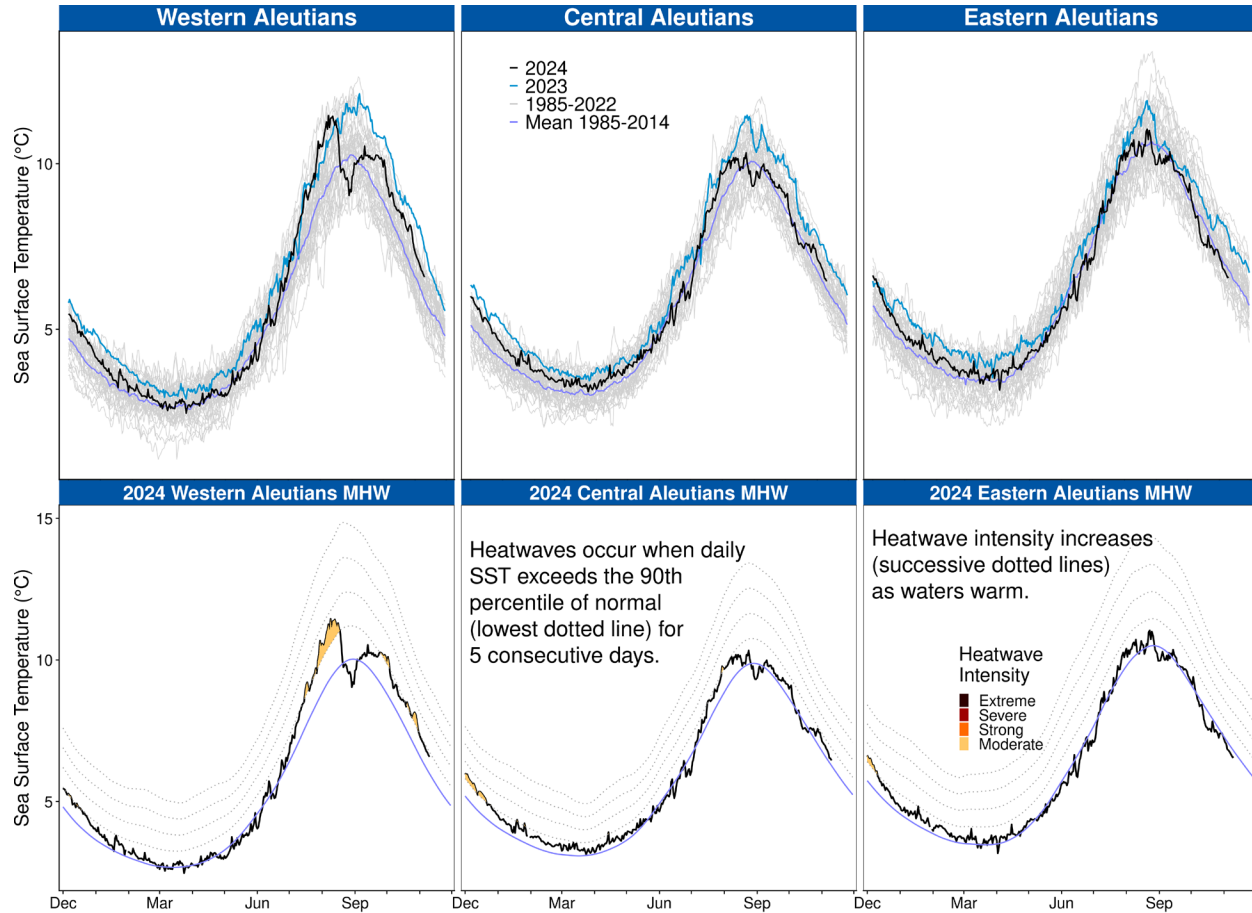 Western Aleutians
Central Aleutians
Eastern Aleutians
Sea Surface Temperature (°C)
10
5
2024
2023
1985-2022
Mean 1985-2014
2024 Western Aleutians MHW
2024 Central Aleutians MHW
2024 Eastern Aleutians MHW
Sea Surface Temperature (°C)
15
10
5
Heatwaves occur when daily
SST exceeds the 90th
percentile of normal
(lowest dotted line) for
5 consecutive days.
Heatwave intensity increases
(successive dotted lines)
as waters warm.
Heatwave
Intensity
Extreme
Severe
Strong
Moderate
Dec Mar Jun Sep
Dec Mar Jun Sep
Dec Mar Jun Sep